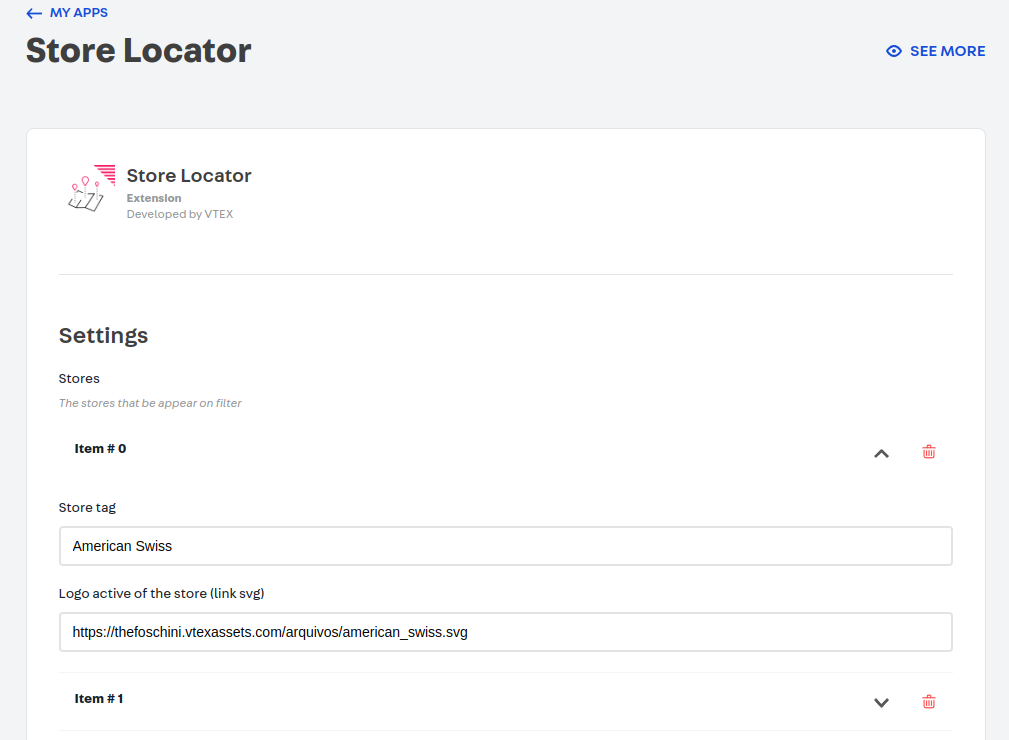 MY APPS
Store Locator
SEE MORE
Store Locator
Extension
Developed by VTEX
Settings
Stores
The stores that be appear on filter
Item # 0
Store tag
American Swiss
Logo active of the store (link svg)
https://thefoschini.vtexassets.com/arquivos/american_swiss.svg
Item # 1